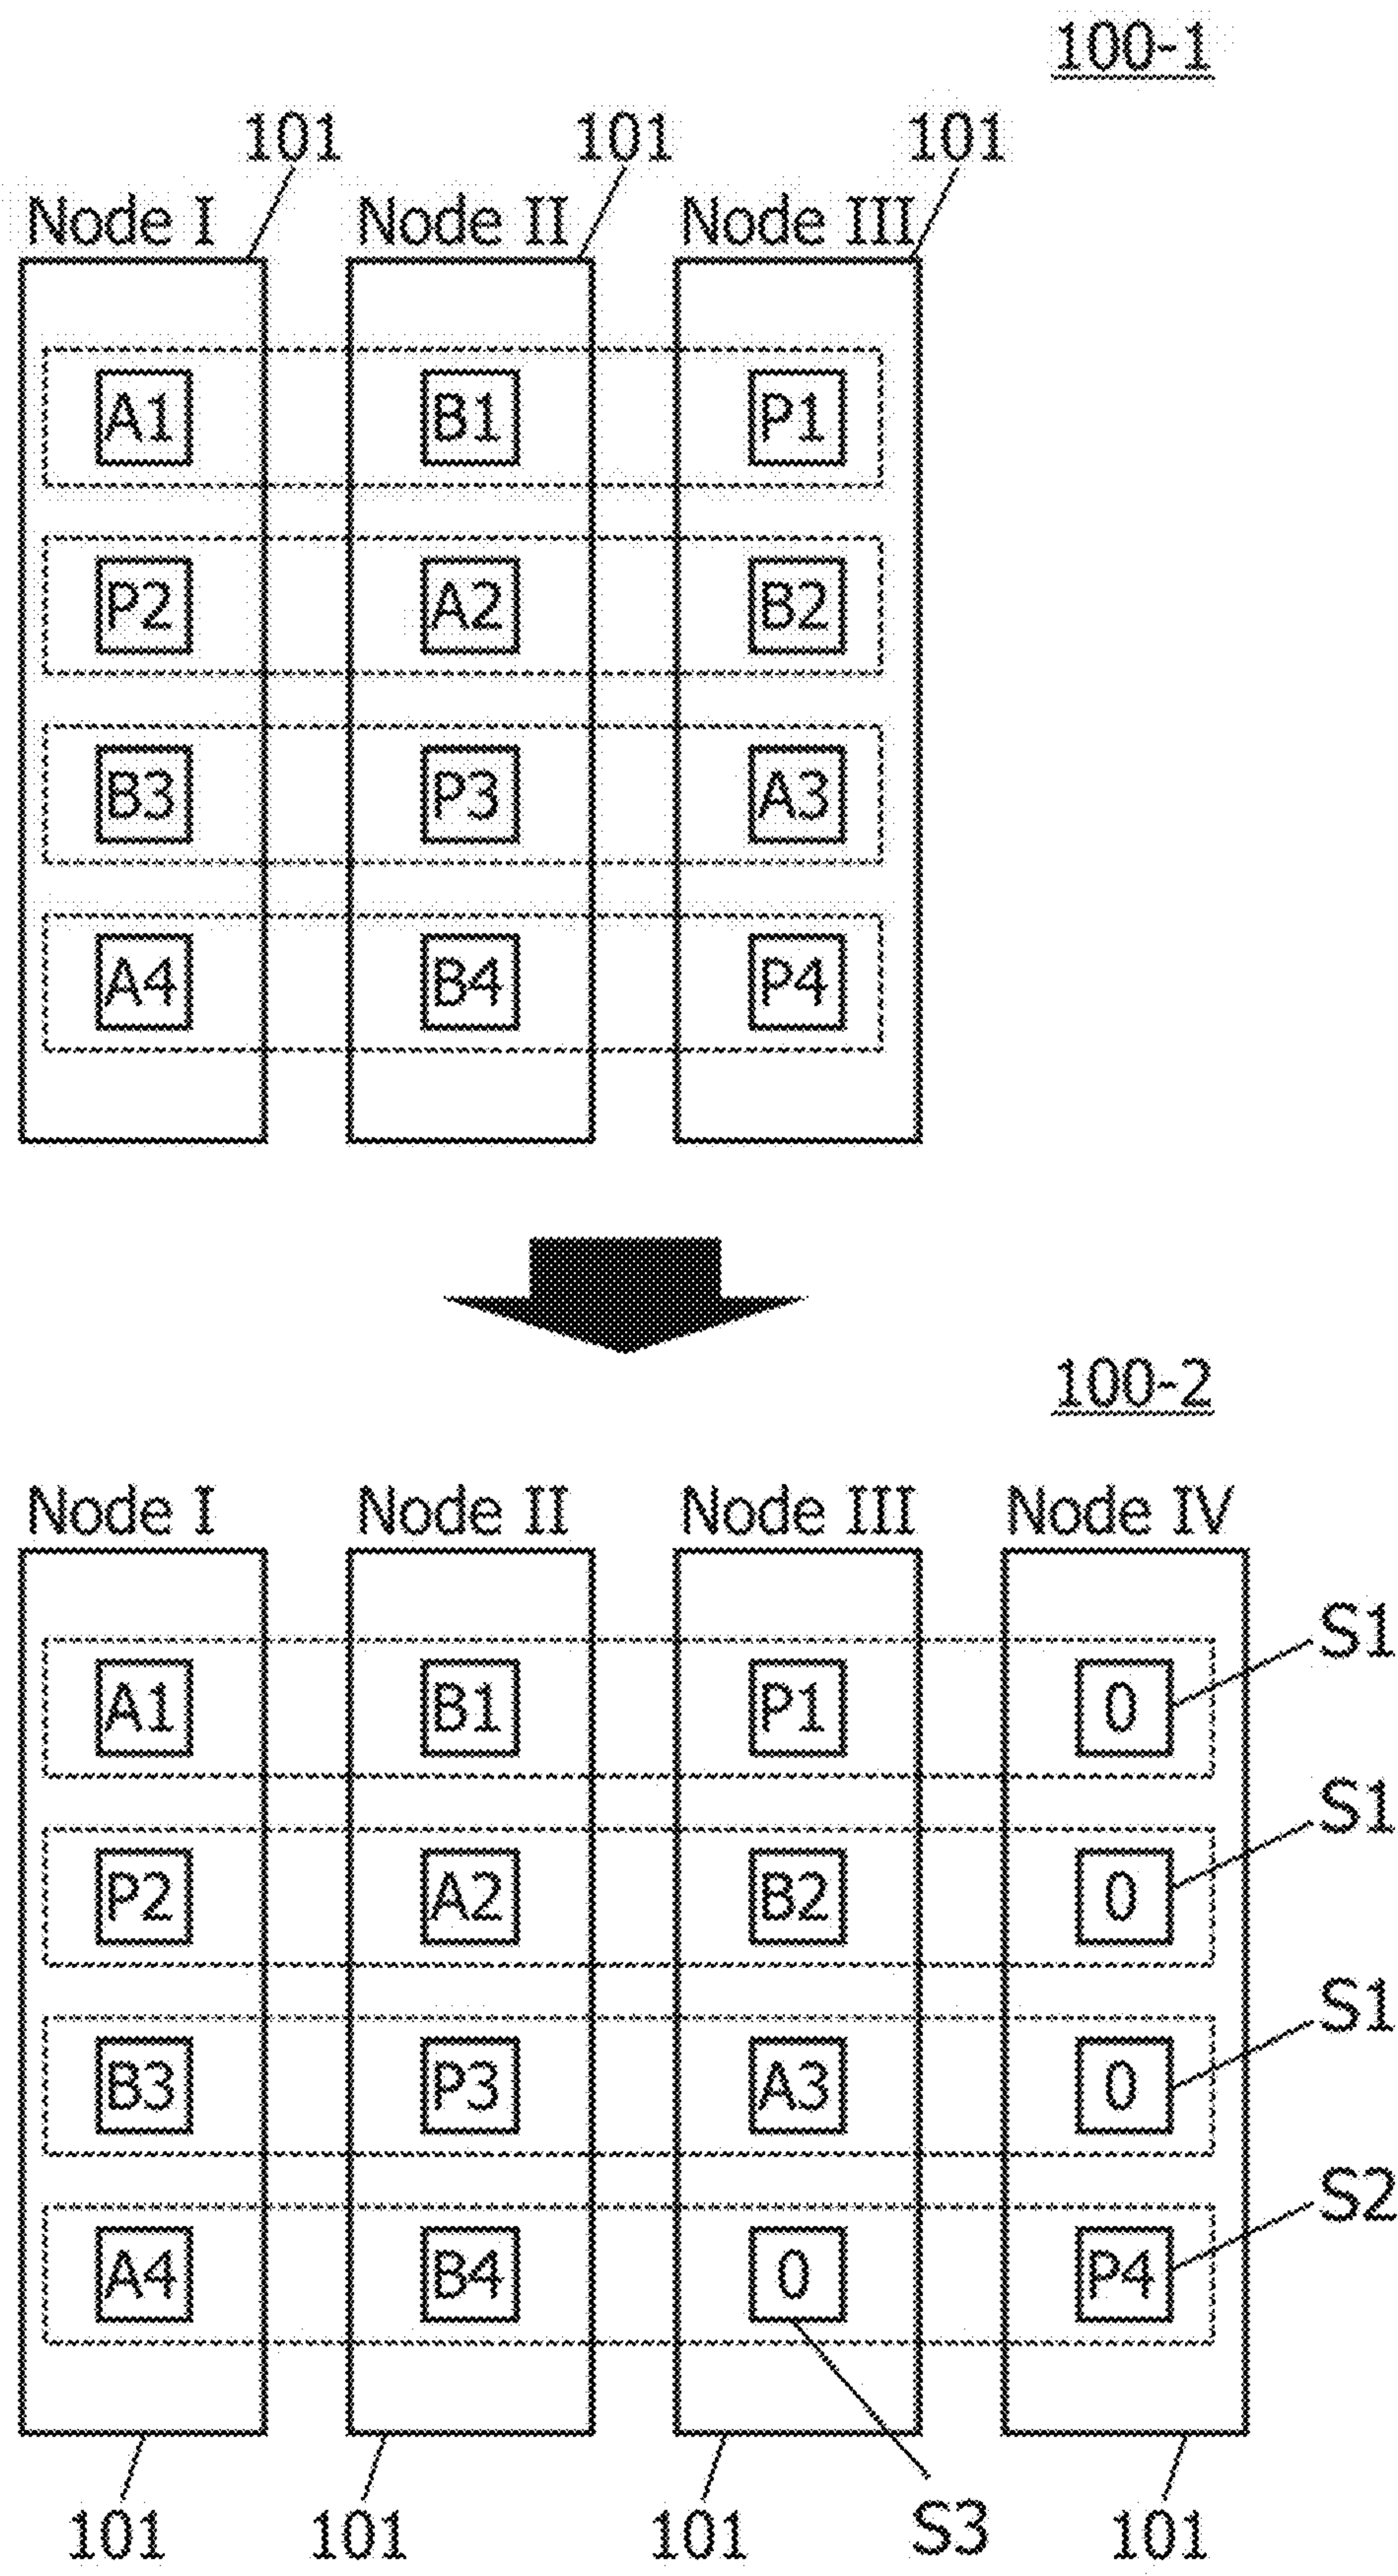 100-1
101 101 101
Node I Node II Node III
A1 B1 P1
P2 A2 B2
B3 P3 A3
A4 B4 P4
100-2
Node I Node II Node III Node IV
S1
A1 B1 P1 0
S1
P2 A2 B2 0
S1
B3 P3 A3 0
S2
A4 B4 0 P4
101 101 101 S3 101